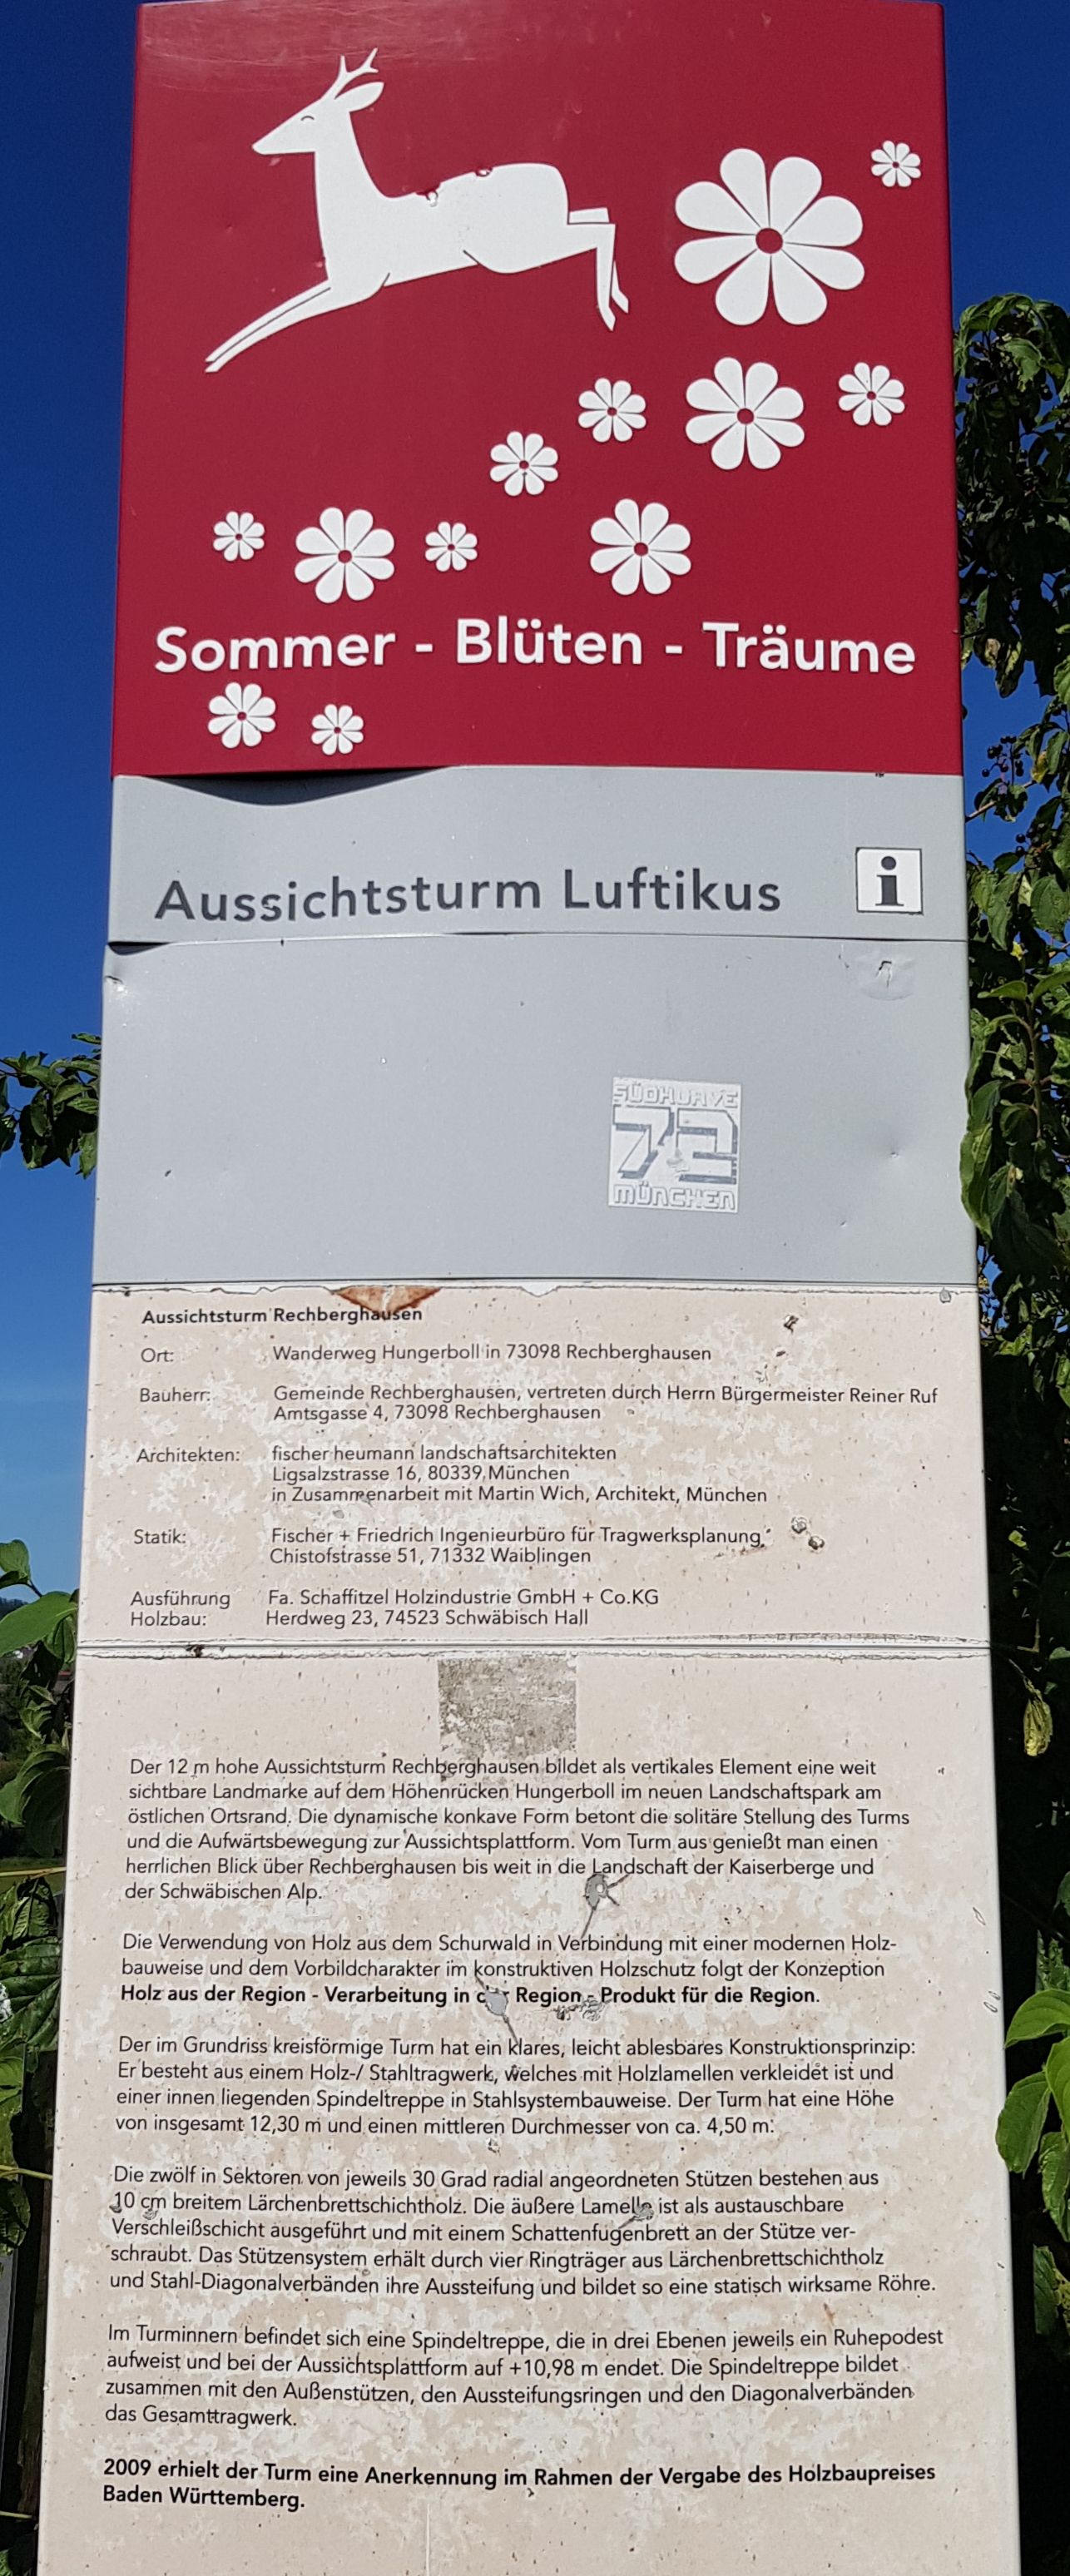 Sommer - Blüten - Träume
Aussichtsturm Luftikus
i
SÜDKURVE
72
MÜNCHEN
Aussichtsturm Rechberghausen
Ort: Wanderweg Hungerboll in 73098 Rechberghausen
Bauherr: Gemeinde Rechberghausen, vertreten durch Herrn Bürgermeister Reiner Ruf
Amtsgasse 4, 73098 Rechberghausen
Architekten: fischer heumann landschaftsarchitekten
Ligsalzstrasse 16, 80339 München
in Zusammenarbeit mit Martin Wich, Architekt, München
Statik: Fischer + Friedrich Ingenieurbüro für Tragwerksplanung,
Chistofstrasse 51, 71332 Waiblingen
Ausführung Fa. Schaffitzel Holzindustrie GmbH + Co.KG
Holzbau: Herdweg 23, 74523 Schwäbisch Hall
Der 12 m hohe Aussichtsturm Rechberghausen bildet als vertikales Element eine weit
sichtbare Landmarke auf dem Höhenrücken Hungerboll im neuen Landschaftspark am
östlichen Ortsrand. Die dynamische konkave Form betont die solitäre Stellung des Turms
und die Aufwärtsbewegung zur Aussichtsplattform. Vom Turm aus genießt man einen
herrlichen Blick über Rechberghausen bis weit in die Landschaft der Kaiserberge und
der Schwäbischen Alp.
Die Verwendung von Holz aus dem Schurwald in Verbindung mit einer modernen Holz-
bauweise und dem Vorbildcharakter im konstruktiven Holzschutz folgt der Konzeption
Holz aus der Region - Verarbeitung in der Region - Produkt für die Region.
Der im Grundriss kreisförmige Turm hat ein klares, leicht ablesbares Konstruktionsprinzip:
Er besteht aus einem Holz-/ Stahltragwerk, welches mit Holzlamellen verkleidet ist und
einer innen liegenden Spindeltreppe in Stahlsystembauweise. Der Turm hat eine Höhe
von insgesamt 12,30 m und einen mittleren Durchmesser von ca. 4,50 m.
Die zwölf in Sektoren von jeweils 30 Grad radial angeordneten Stützen bestehen aus
10 cm breitem Lärchenbrettschichtholz. Die äußere Lamelle ist als austauschbare
Verschleißschicht ausgeführt und mit einem Schattenfugenbrett an der Stütze ver-
schraubt. Das Stützensystem erhält durch vier Ringträger aus Lärchenbrettschichtholz
und Stahl-Diagonalverbänden ihre Aussteifung und bildet so eine statisch wirksame Röhre.
Im Turminnern befindet sich eine Spindeltreppe, die in drei Ebenen jeweils ein Ruhepodest
aufweist und bei der Aussichtsplattform auf +10,98 m endet. Die Spindeltreppe bildet
zusammen mit den Außenstützen, den Aussteifungsringen und den Diagonalverbänden
das Gesamttragwerk.
2009 erhielt der Turm eine Anerkennung im Rahmen der Vergabe des Holzbaupreises
Baden Württemberg.